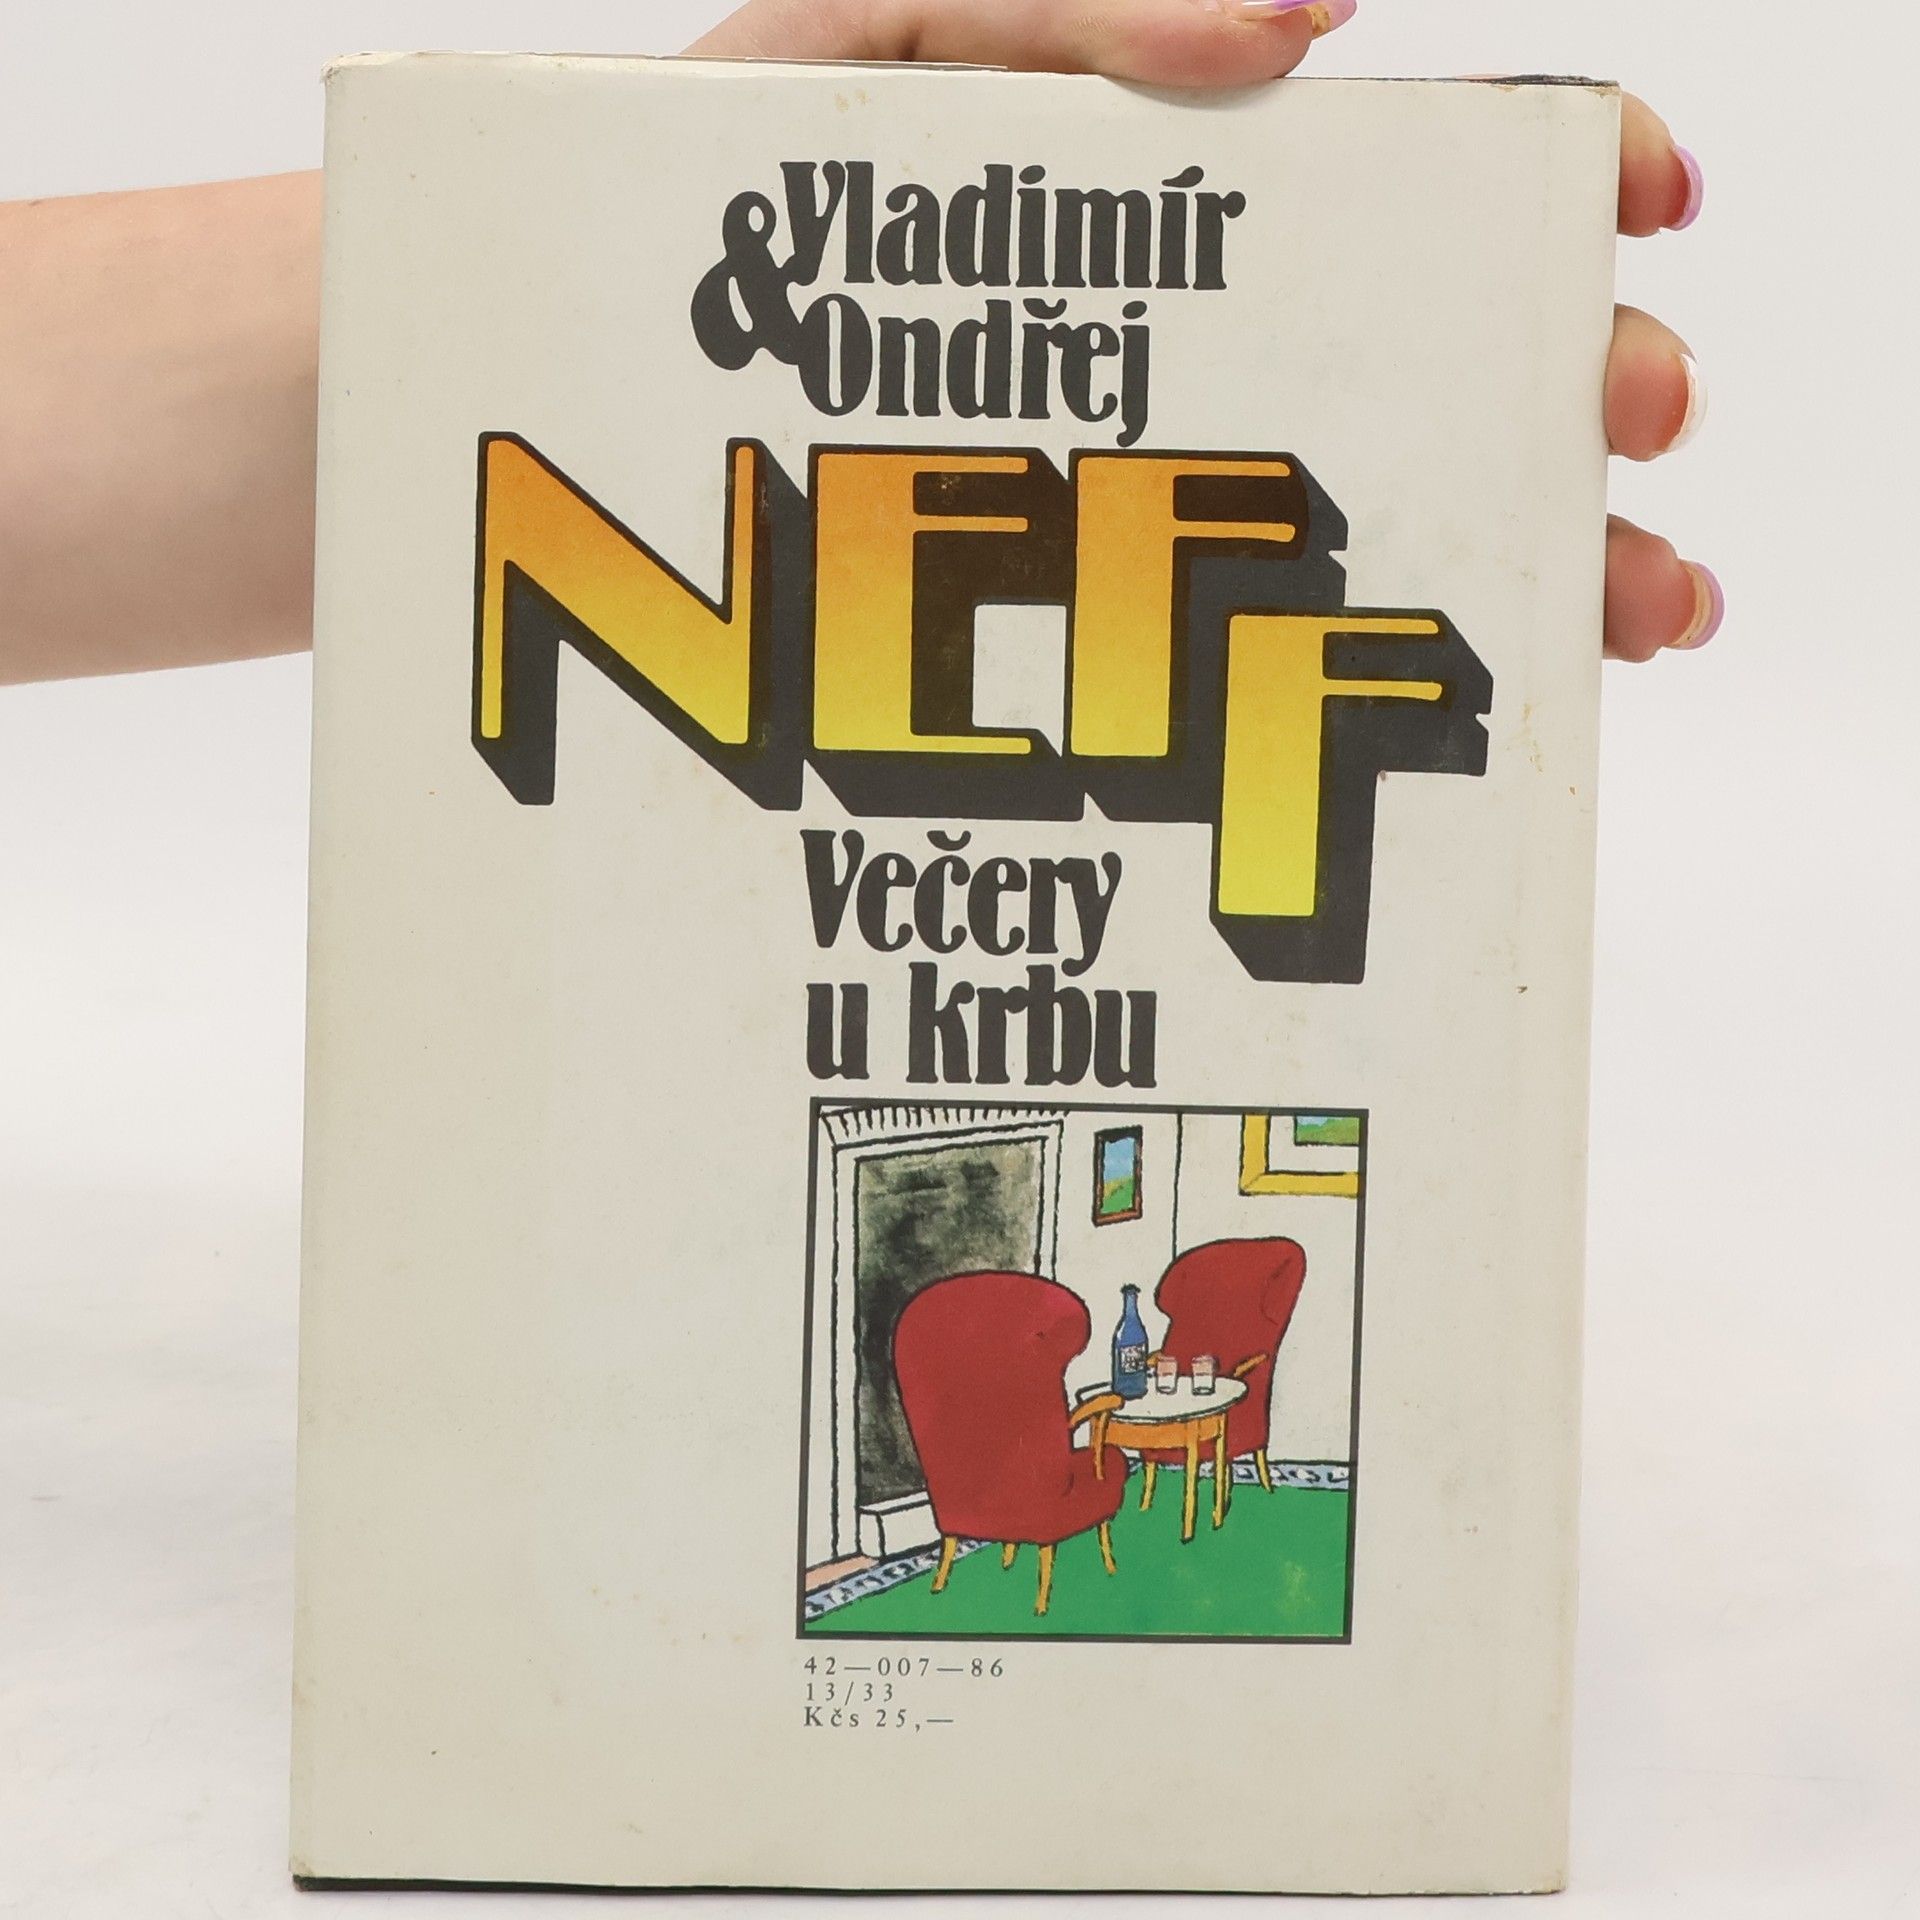 Vladimír
& Ondřej
NEFF
Večery
u krbu
42—007—86
13/33
Kčs 25,—